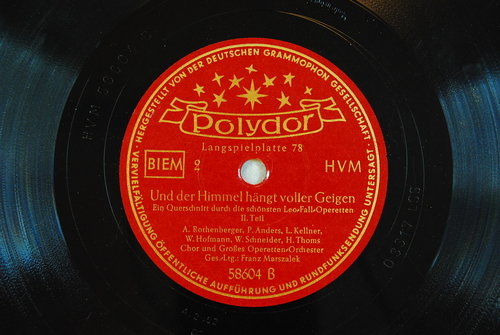 HERGESTELLT VON DER DEUTSCHEN GRAMMOPHON GESELLSCHAFT.
VERVIELFÄLTIGUNG ÖFFENTLICHE AUFFÜHRUNG UND RUNDFUNKSENDUNG UNTERSAGT.
Polydor
Langspielplatte 78
BIEM 9/4 HVM
Und der Himmel hängt voller Geigen
Ein Querschnitt durch die schönsten Leo-Fall-Operetten
II. Teil
A. Rothenberger, P. Anders, L. Kellner,
W. Hofmann, W. Schneider, H. Thoms
Chor und Großes Operetten-Orchester
Ges.-Ltg.: Franz Marszalek
58604 B